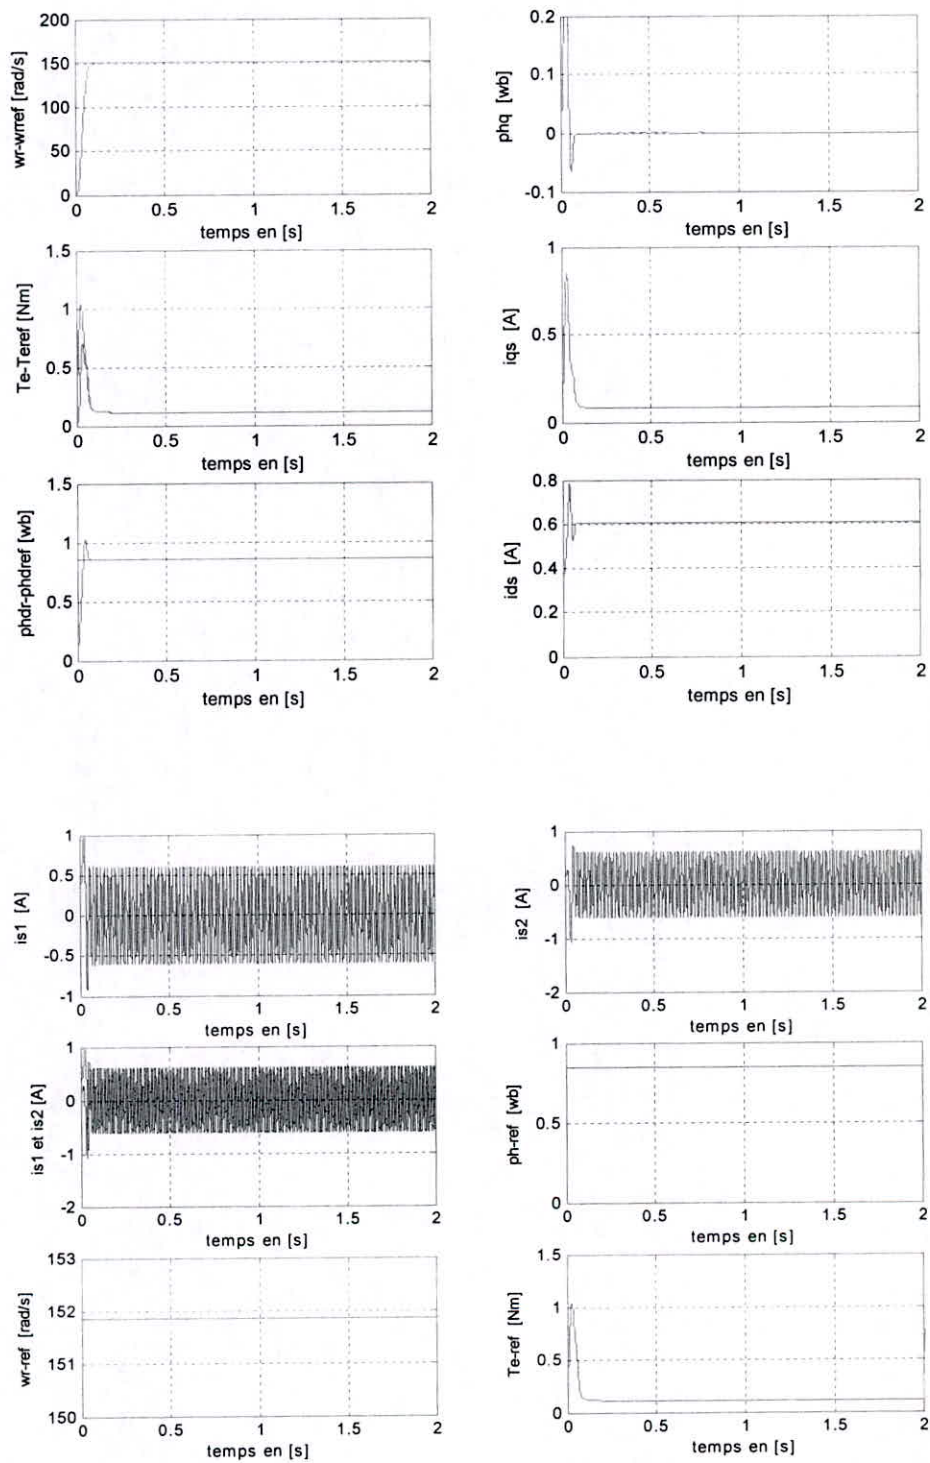 wr-wrref [rad/s]
200
150
100
50
0
0 0.5 1 1.5 2
temps en [s]
phq [wb]
0.2
0.1
0
-0.1
0 0.5 1 1.5 2
temps en [s]
Te-Teref [Nm]
1.5
1
0.5
0
0 0.5 1 1.5 2
temps en [s]
iqs [A]
1
0.5
0
0 0.5 1 1.5 2
temps en [s]
phdr-phdref [wb]
1.5
1
0.5
0
0 0.5 1 1.5 2
temps en [s]
ids [A]
0.8
0.6
0.4
0.2
0
0 0.5 1 1.5 2
temps en [s]
is1 [A]
1
0.5
0
-0.5
-1
0 0.5 1 1.5 2
temps en [s]
is2 [A]
1
0
-1
-2
0 0.5 1 1.5 2
temps en [s]
is1 et is2 [A]
1
0
-1
-2
0 0.5 1 1.5 2
temps en [s]
ph-ref [wb]
1
0.5
0
0 0.5 1 1.5 2
temps en [s]
wr-ref [rad/s]
153
152
151
150
0 0.5 1 1.5 2
temps en [s]
Te-ref [Nm]
1.5
1
0.5
0
0 0.5 1 1.5 2
temps en [s]